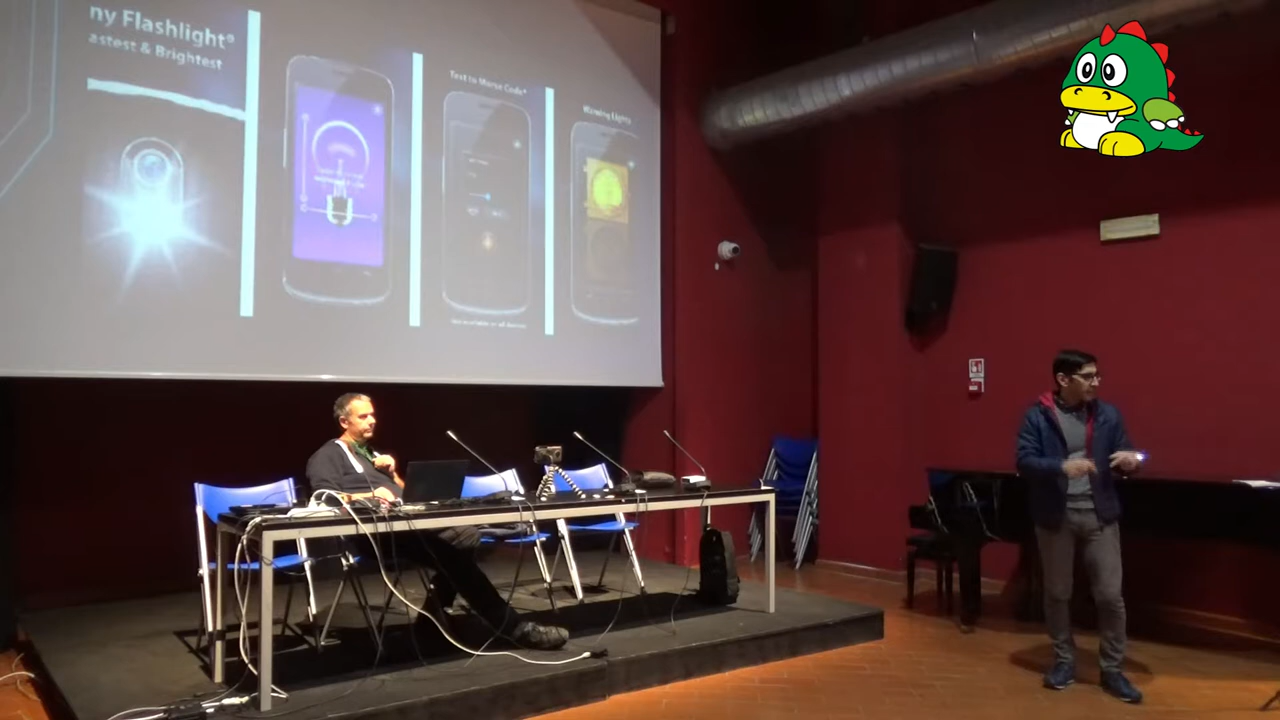 ny Flashlight®
astest & Brightest
Text to Morse Code*
Warning Lights